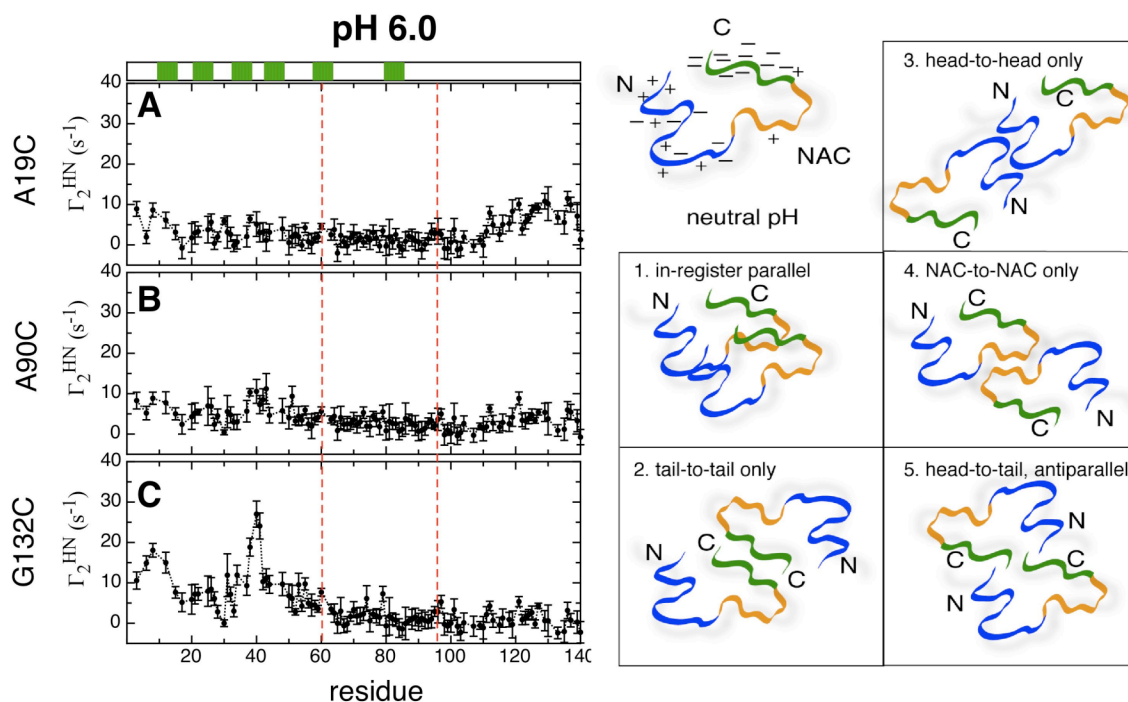 pH 6.0
A
A19C
Γ₂ᴴᴺ (s⁻¹)
40
30
20
10
0
B
A90C
Γ₂ᴴᴺ (s⁻¹)
40
30
20
10
0
C
G132C
Γ₂ᴴᴺ (s⁻¹)
40
30
20
10
0
20 40 60 80 100 120 140
residue
C
N
NAC
neutral pH
1. in-register parallel
N
C
2. tail-to-tail only
N
C
C
N
3. head-to-head only
N
C
N
C
4. NAC-to-NAC only
N
C
C
N
5. head-to-tail, antiparallel
N
C
C
N